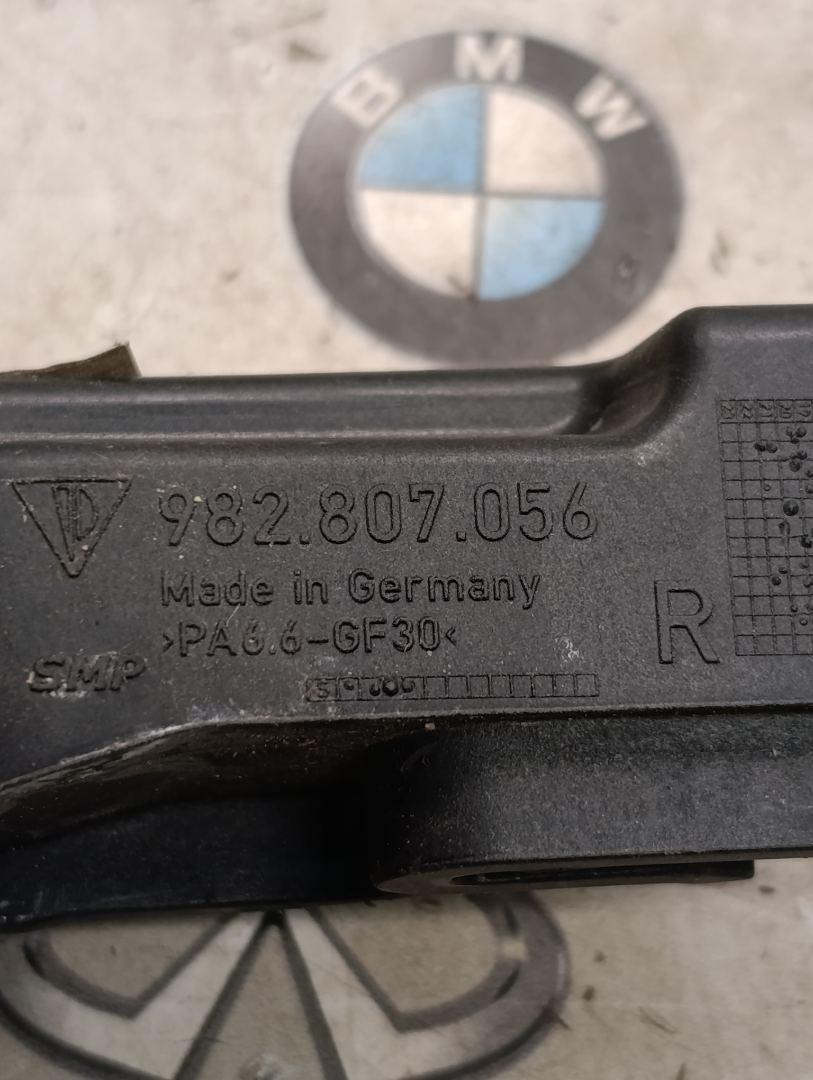 BMW
982.807.056
Made in Germany
>PA6.6-GF30<
R
SMP